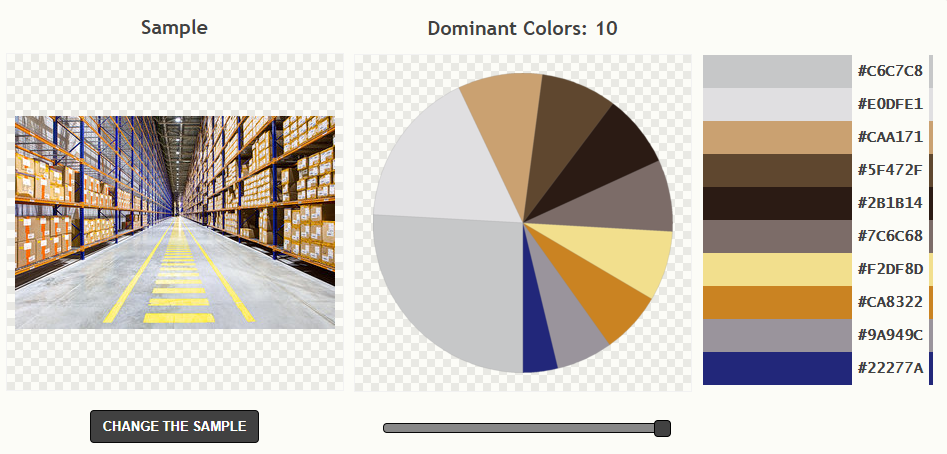 Sample
Dominant Colors: 10
#C6C7C8
#E0DFE1
#CAA171
#5F472F
#2B1B14
#7C6C68
#F2DF8D
#CA8322
#9A949C
#22277A
CHANGE THE SAMPLE